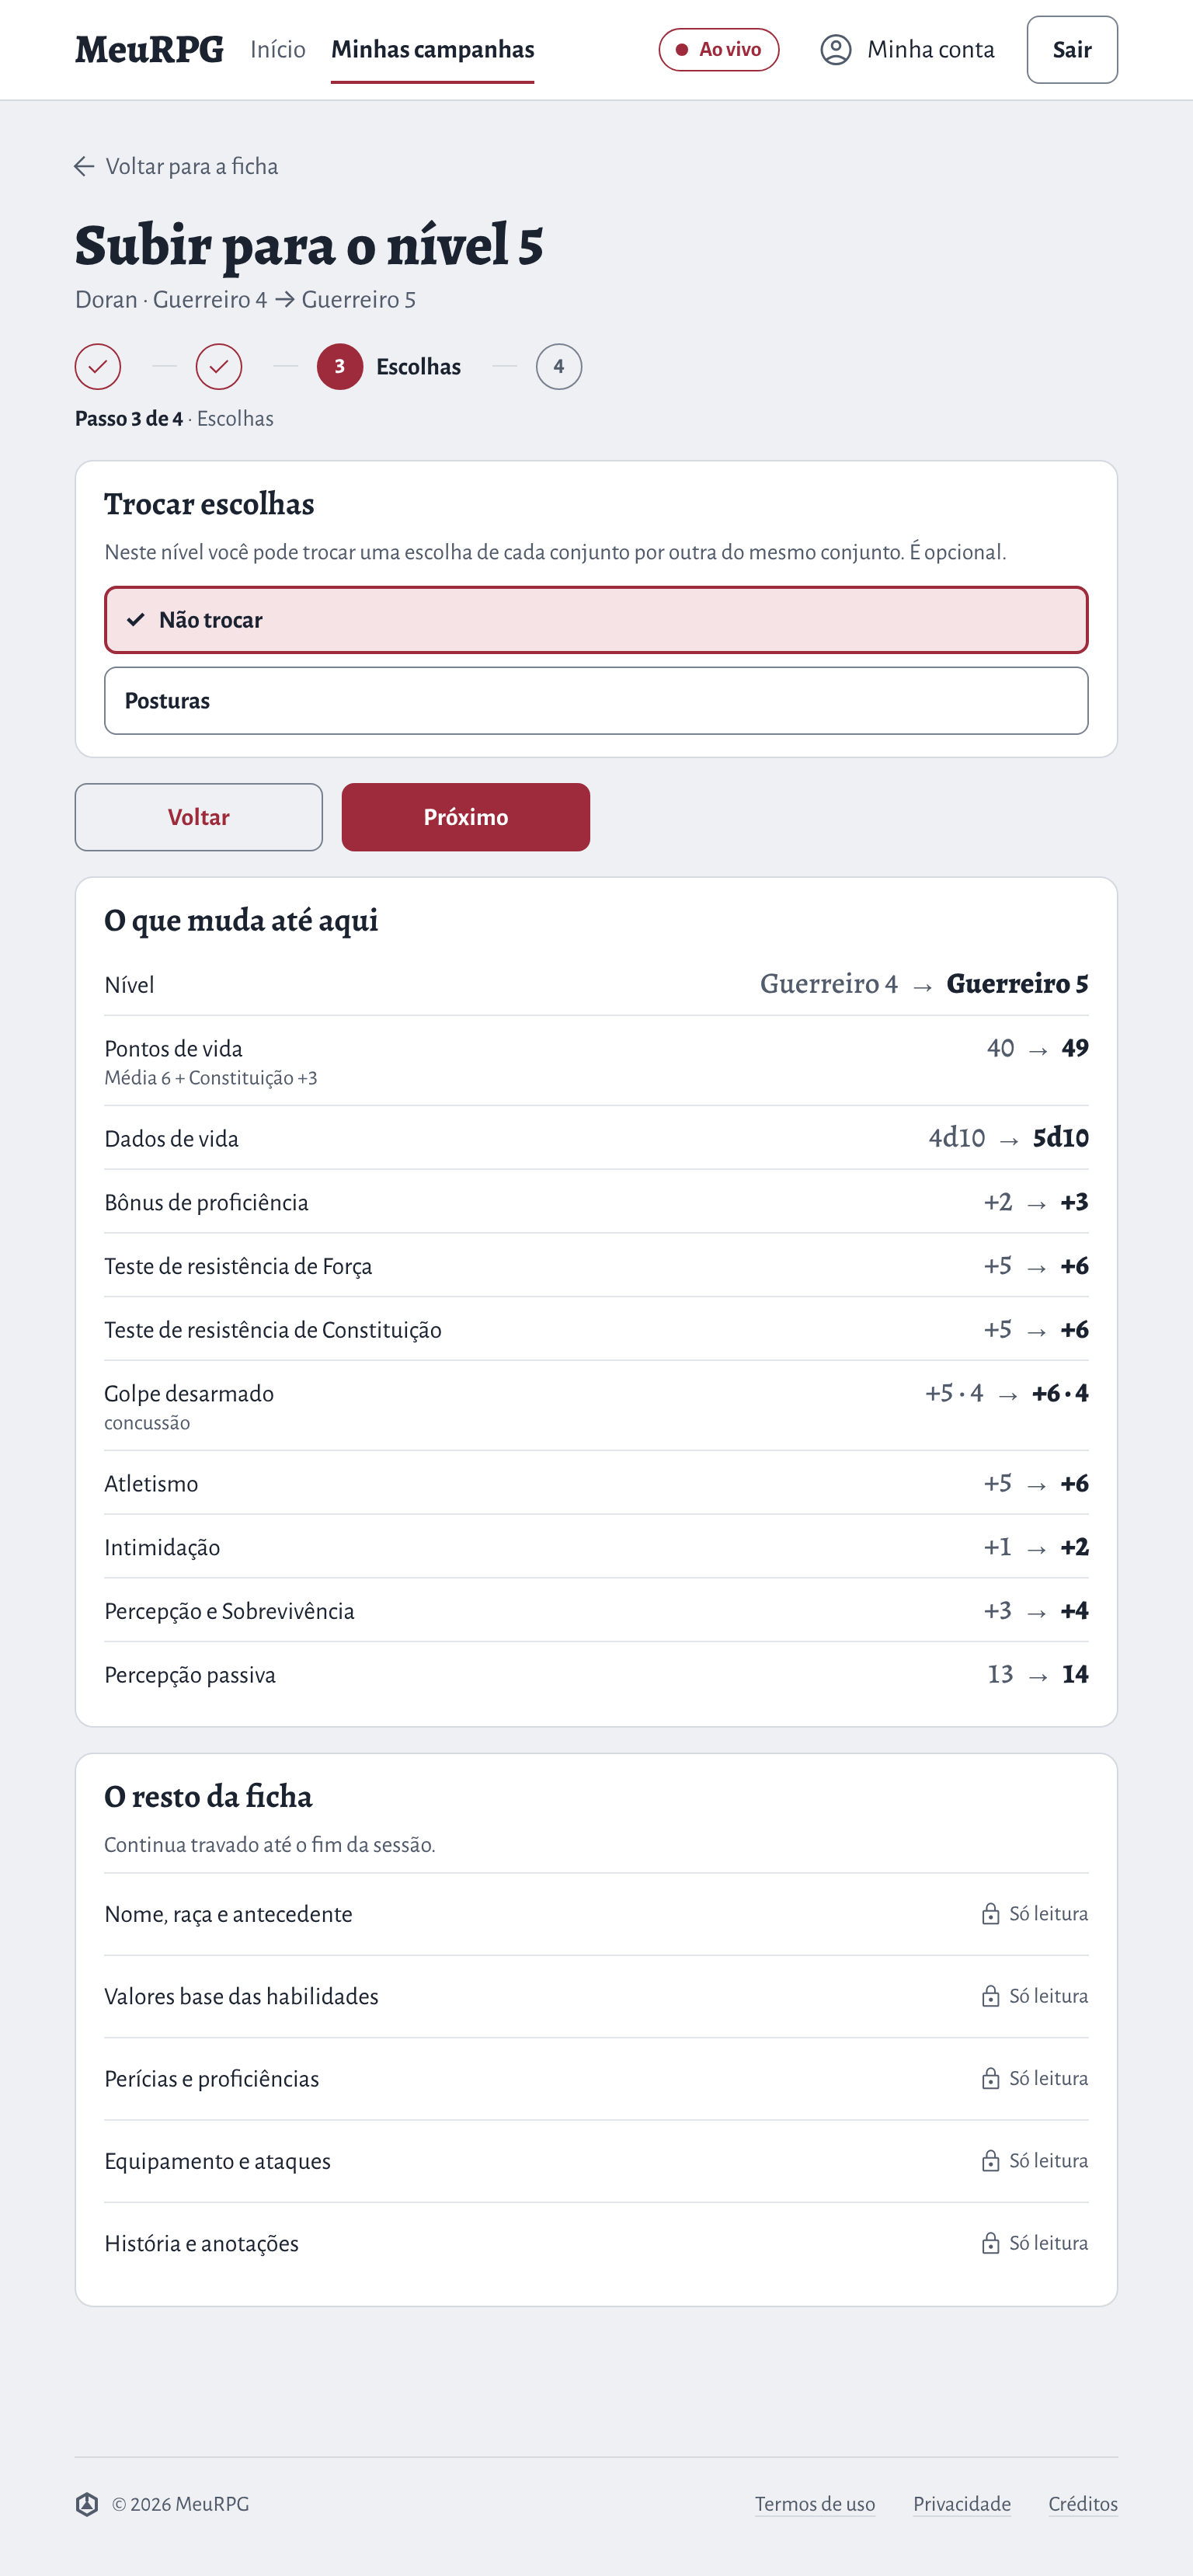 MeuRPG Início Minhas campanhas Ao vivo Minha conta Sair
Voltar para a ficha
Subir para o nível 5
Doran · Guerreiro 4 → Guerreiro 5
3 Escolhas 4
Passo 3 de 4 · Escolhas
Trocar escolhas
Neste nível você pode trocar uma escolha de cada conjunto por outra do mesmo conjunto. É opcional.
Não trocar
Posturas
Voltar Próximo
O que muda até aqui
Nível Guerreiro 4 → Guerreiro 5
Pontos de vida 40 → 49
Média 6 + Constituição +3
Dados de vida 4d10 → 5d10
Bônus de proficiência +2 → +3
Teste de resistência de Força +5 → +6
Teste de resistência de Constituição +5 → +6
Golpe desarmado +5 · 4 → +6 · 4
concussão
Atletismo +5 → +6
Intimidação +1 → +2
Percepção e Sobrevivência +3 → +4
Percepção passiva 13 → 14
O resto da ficha
Continua travado até o fim da sessão.
Nome, raça e antecedente Só leitura
Valores base das habilidades Só leitura
Perícias e proficiências Só leitura
Equipamento e ataques Só leitura
História e anotações Só leitura
© 2026 MeuRPG Termos de uso Privacidade Créditos